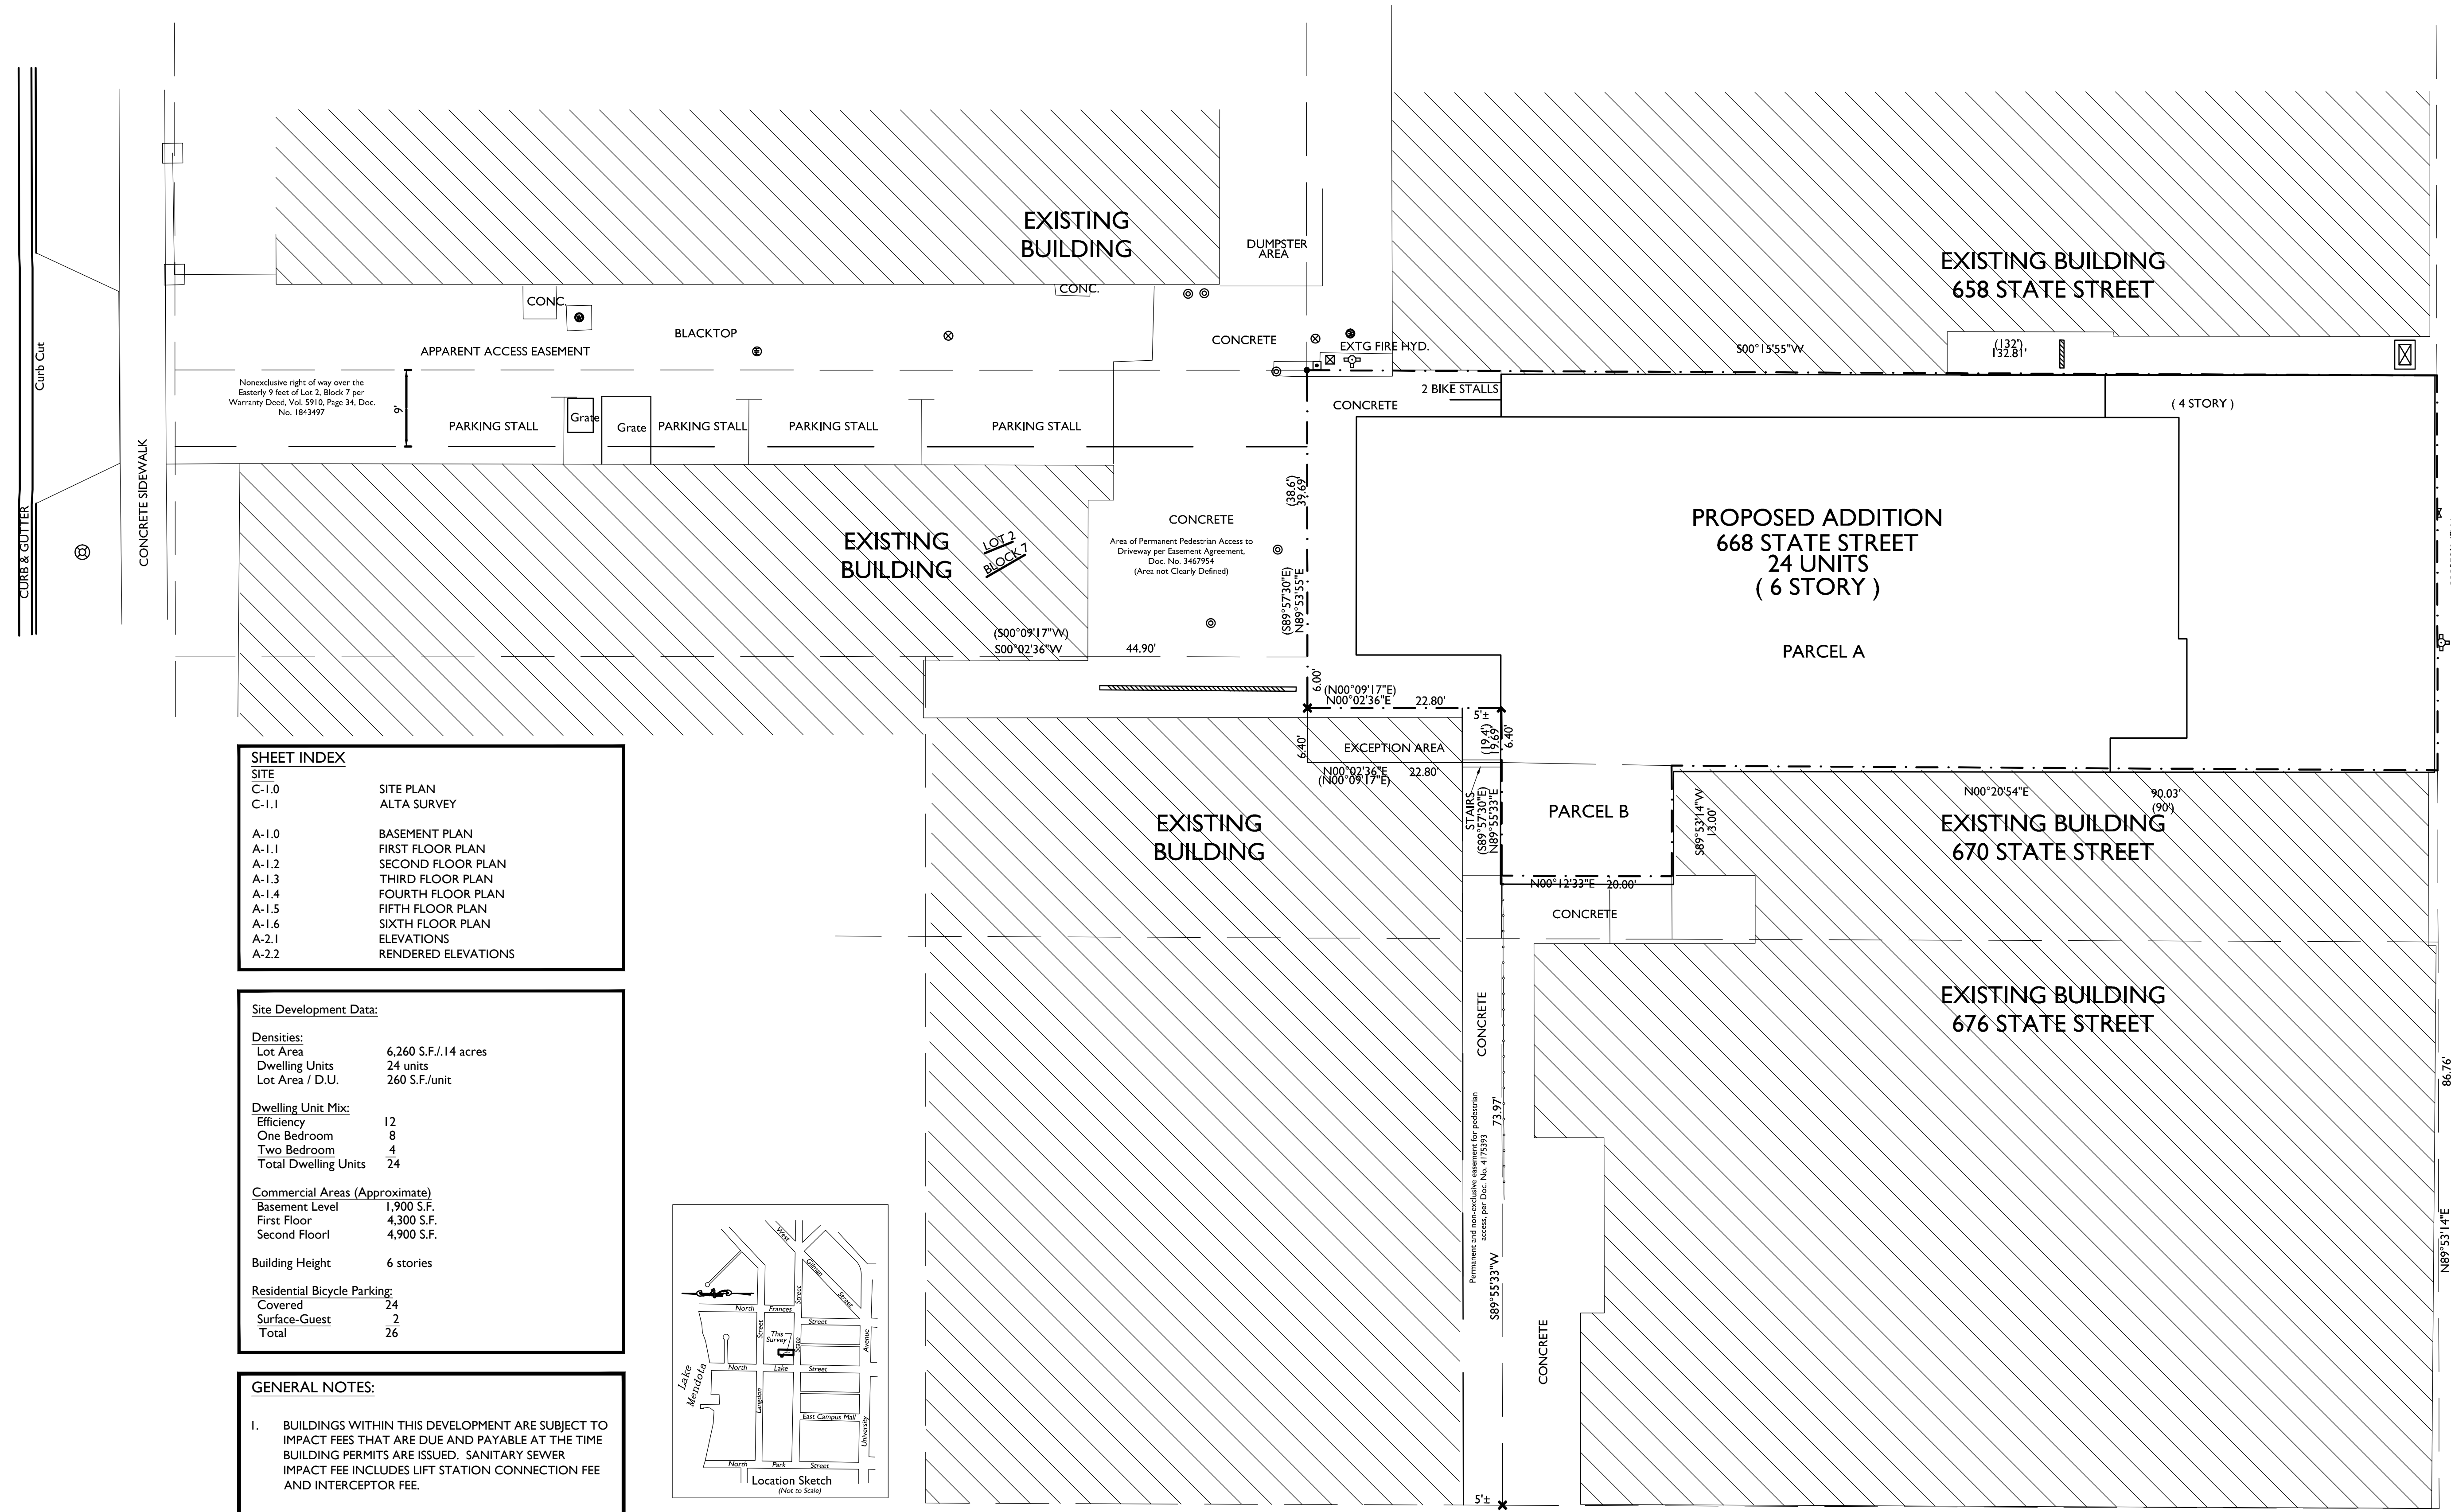 EXISTING
BUILDING
DUMPSTER
AREA
EXISTING BUILDING
658 STATE STREET
CONC.
CONC.
BLACKTOP
APPARENT ACCESS EASEMENT
CONCRETE
EXTG FIRE HYD.
S00°15'55"W
(132')
132.81'
Curb Cut
Nonexclusive right of way over the
Easterly 9 feet of Lot 2, Block 7 per
Warranty Deed, Vol. 5910, Page 34, Doc.
No. 1843497
9'
PARKING STALL
Grate
Grate
PARKING STALL
PARKING STALL
PARKING STALL
2 BIKE STALLS
CONCRETE
( 4 STORY )
CONCRETE SIDEWALK
CURB & GUTTER
(38.6')
39.69'
EXISTING
BUILDING
LOT 2
BLOCK 7
CONCRETE
Area of Permanent Pedestrian Access to
Driveway per Easement Agreement,
Doc. No. 3467954
(Area not Clearly Defined)
(S89°57'30"E)
N89°53'55"E
PROPOSED ADDITION
668 STATE STREET
24 UNITS
( 6 STORY )
PARCEL A
(S00°09'17"W)
S00°02'36"W
44.90'
6.00'
(N00°09'17"E)
N00°02'36"E
22.80'
5'±
(19.4')
19.69'
6.40'
6.40'
EXCEPTION AREA
N00°02'36"E
22.80'
(N00°09'17"E)
STAIRS
(S89°57'30"E)
N89°55'33"E
PARCEL B
S89°53'14"W
13.00'
N00°20'54"E
90.03'
(90')
EXISTING BUILDING
670 STATE STREET
EXISTING
BUILDING
N00°12'33"E
20.00'
CONCRETE
EXISTING BUILDING
676 STATE STREET
CONCRETE
73.97'
Permanent and non-exclusive easement for pedestrian
access, per Doc. No. 4175393
S89°55'33"W
CONCRETE
86.76'
N89°53'14"E
5'±
SHEET INDEX
SITE
C-1.0 SITE PLAN
C-1.1 ALTA SURVEY
A-1.0 BASEMENT PLAN
A-1.1 FIRST FLOOR PLAN
A-1.2 SECOND FLOOR PLAN
A-1.3 THIRD FLOOR PLAN
A-1.4 FOURTH FLOOR PLAN
A-1.5 FIFTH FLOOR PLAN
A-1.6 SIXTH FLOOR PLAN
A-2.1 ELEVATIONS
A-2.2 RENDERED ELEVATIONS
Site Development Data:
Densities:
Lot Area 6,260 S.F./.14 acres
Dwelling Units 24 units
Lot Area / D.U. 260 S.F./unit
Dwelling Unit Mix:
Efficiency 12
One Bedroom 8
Two Bedroom 4
Total Dwelling Units 24
Commercial Areas (Approximate)
Basement Level 1,900 S.F.
First Floor 4,300 S.F.
Second Floorl 4,900 S.F.
Building Height 6 stories
Residential Bicycle Parking:
Covered 24
Surface-Guest 2
Total 26
GENERAL NOTES:
1. BUILDINGS WITHIN THIS DEVELOPMENT ARE SUBJECT TO
IMPACT FEES THAT ARE DUE AND PAYABLE AT THE TIME
BUILDING PERMITS ARE ISSUED. SANITARY SEWER
IMPACT FEE INCLUDES LIFT STATION CONNECTION FEE
AND INTERCEPTOR FEE.
West
Gilman
Street
Street
North Frances
Street
Street
This
Survey
State
Avenue
North Lake Street
Lake
Mendota
Langdon
East Campus Mall
University
North Park Street
Location Sketch
(Not to Scale)